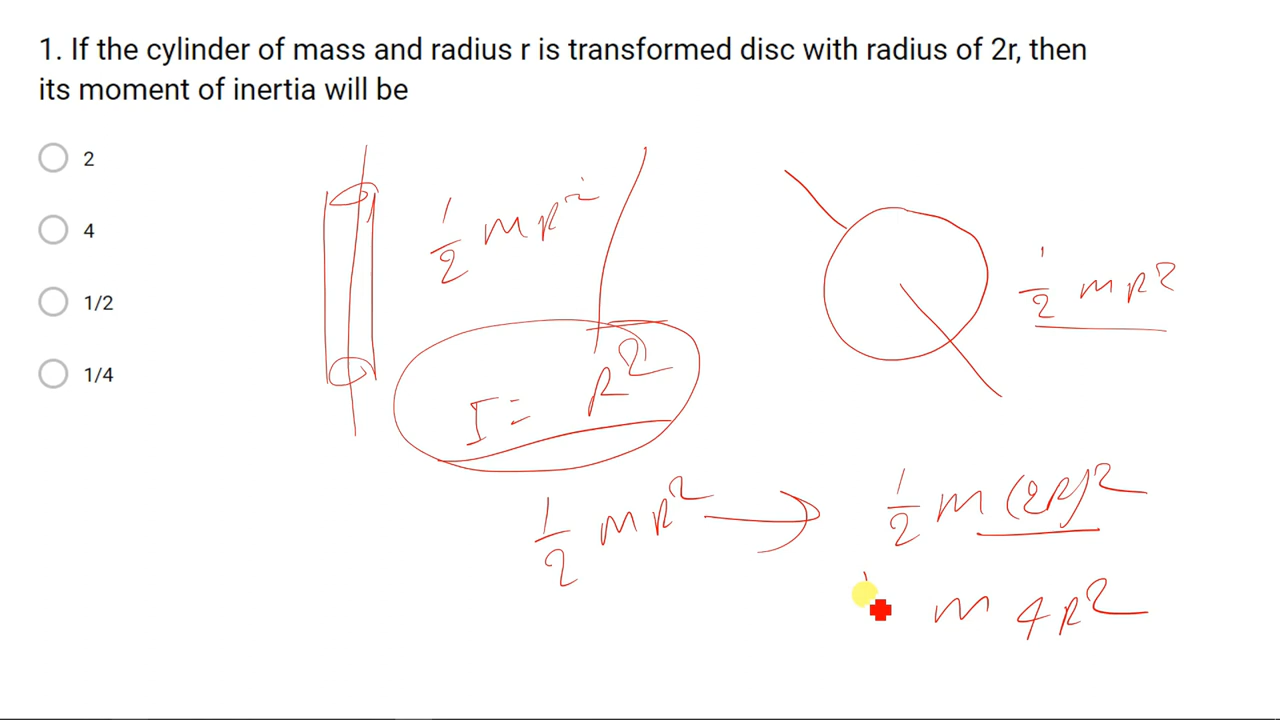 1. If the cylinder of mass and radius r is transformed disc with radius of 2r, then
its moment of inertia will be
2
4
1/2
1/4
1/2 mR²
1/2 mR²
I = R²
1/2 mR² → 1/2 m(2R)²
1 m4R²